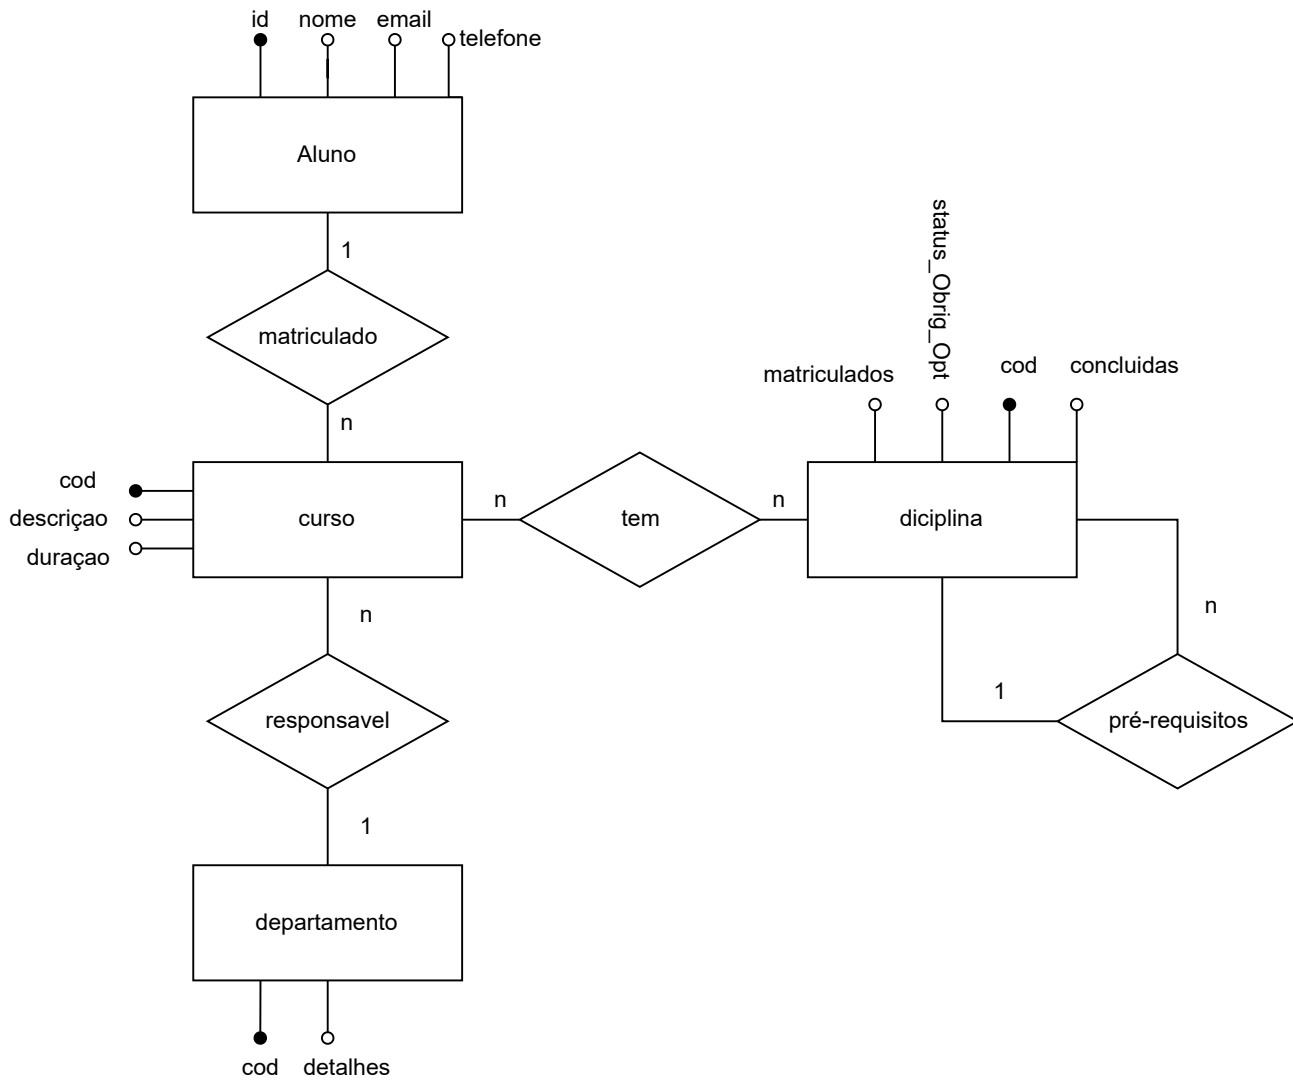 id
nome
email
telefone
Aluno
1
matriculado
n
status_Obrig_Opt
matriculados
cod
concluidas
cod
descriçao
duraçao
curso
n
tem
n
diciplina
n
n
1
responsavel
pré-requisitos
1
departamento
cod
detalhes